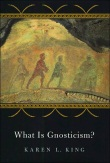 What Is Gnosticism?
KAREN L. KING